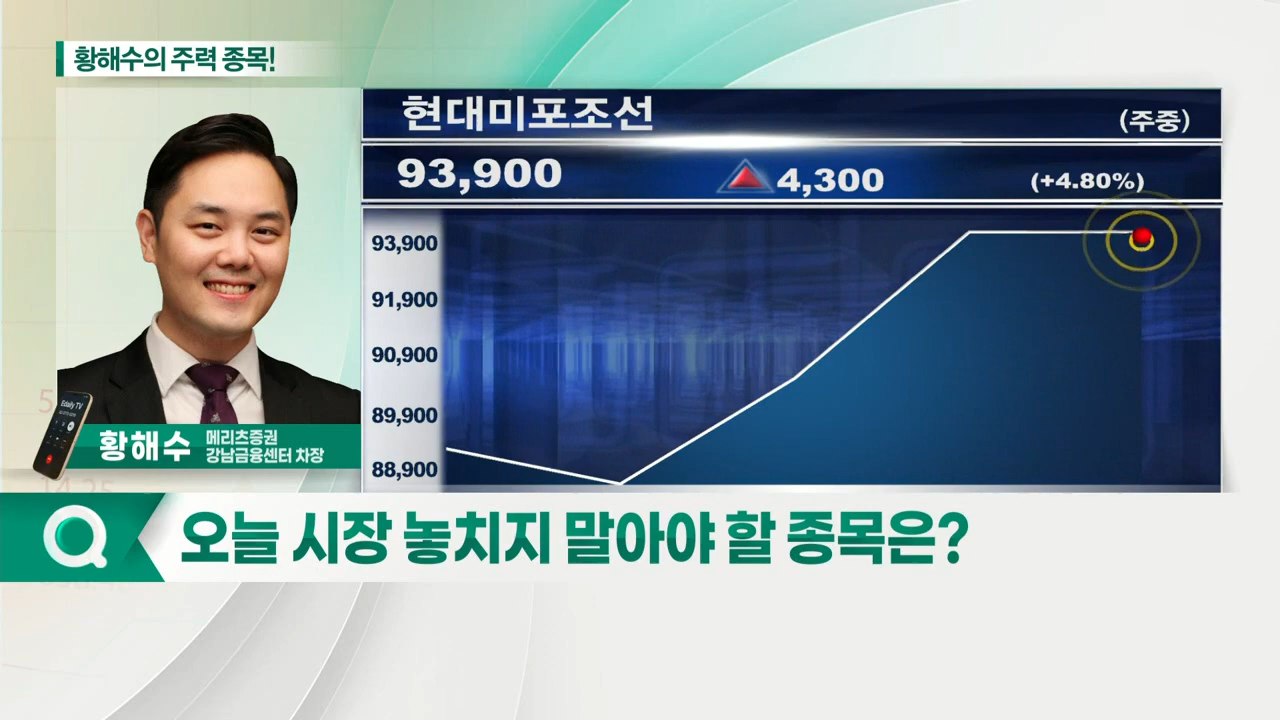 황해수의 주력 종목!
현대미포조선 (주중)
93,900 4,300 (+4.80%)
93,900
91,900
90,900
89,900
88,900
Edaily TV
황해수 메리츠증권
강남금융센터 차장
Q 오늘 시장 놓치지 말아야 할 종목은?